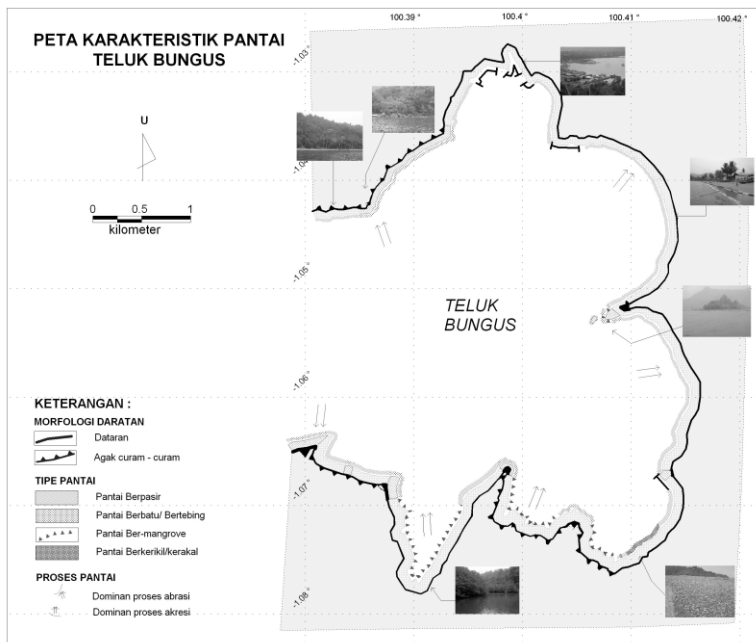 PETA KARAKTERISTIK PANTAI
TELUK BUNGUS
U
0 0.5 1
kilometer
100.39 °
100.4 °
100.41 °
100.42 °
-1.03 °
-1.04 °
-1.05 °
-1.06 °
-1.07 °
-1.08 °
TELUK
BUNGUS
KETERANGAN :
MORFOLOGI DARATAN
Dataran
Agak curam - curam
TIPE PANTAI
Pantai Berpasir
Pantai Berbatu/ Bertebing
Pantai Ber-mangrove
Pantai Berkerikil/kerakal
PROSES PANTAI
Dominan proses abrasi
Dominan proses akresi